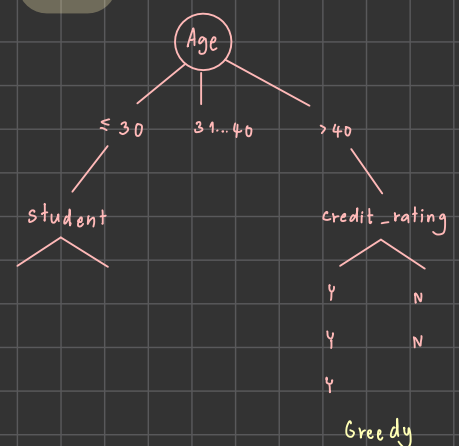 Age
≤ 30 31...40 >40
student credit_rating
Y N
Y N
Y
Greedy